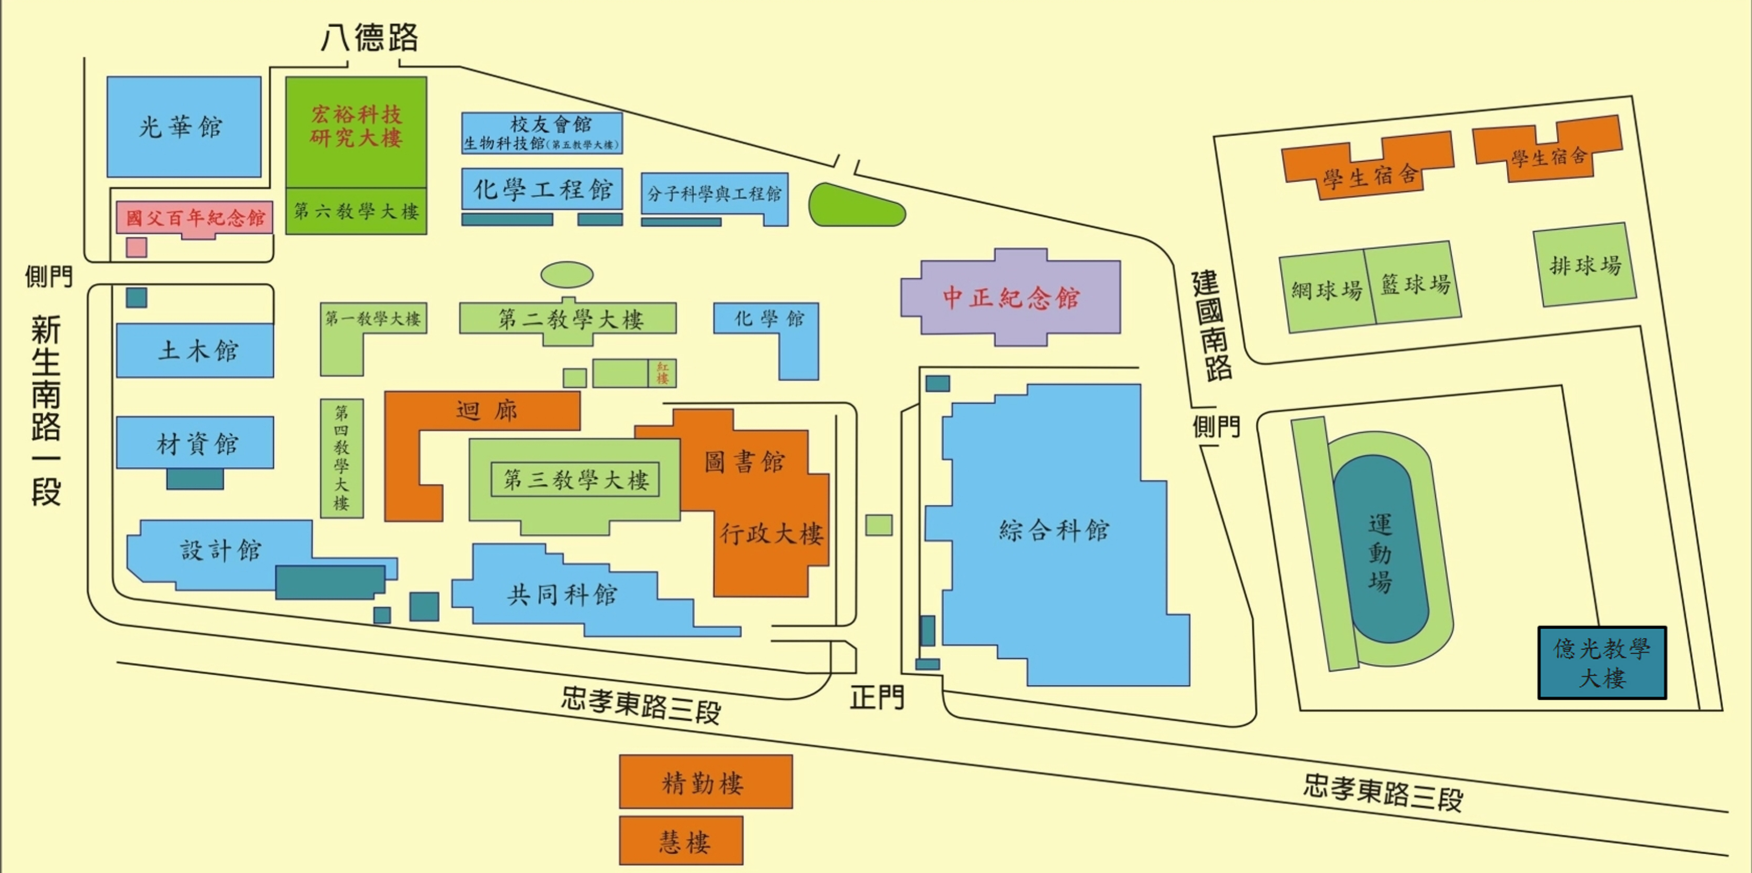 八德路
光華館
宏裕科技
研究大樓
校友會館
生物科技館(第五教學大樓)
化學工程館
分子科學與工程館
學生宿舍
學生宿舍
國父百年紀念館
第六教學大樓
側門
新生南路一段
中正紀念館
建國南路
網球場
籃球場
排球場
土木館
第一教學大樓
第二教學大樓
化學館
紅樓
迴廊
材資館
第四教學大樓
第三教學大樓
圖書館
行政大樓
側門
綜合科館
運動場
設計館
共同科館
億光教學
大樓
忠孝東路三段
正門
精勤樓
慧樓
忠孝東路三段